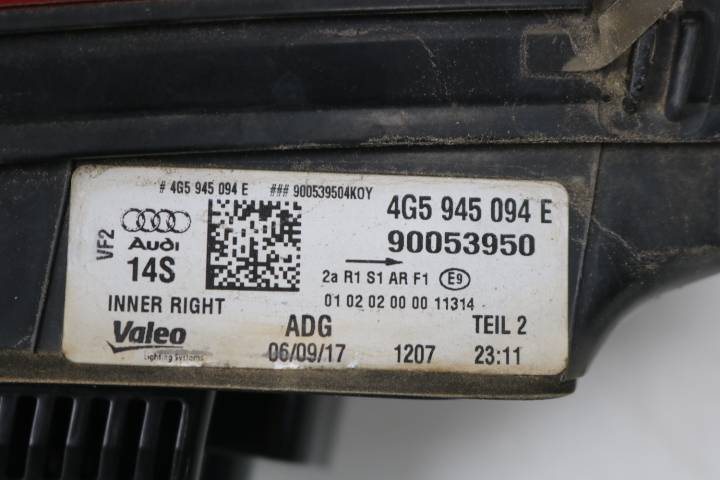 # 4G5 945 094 E ### 900539504K0Y
4G5 945 094 E
90053950
VF2
Audi
14S
2a R1 S1 AR F1 E9
01 02 02 00 00 11314
INNER RIGHT
Valeo
Lighting Systems
ADG
TEIL 2
06/09/17 1207 23:11